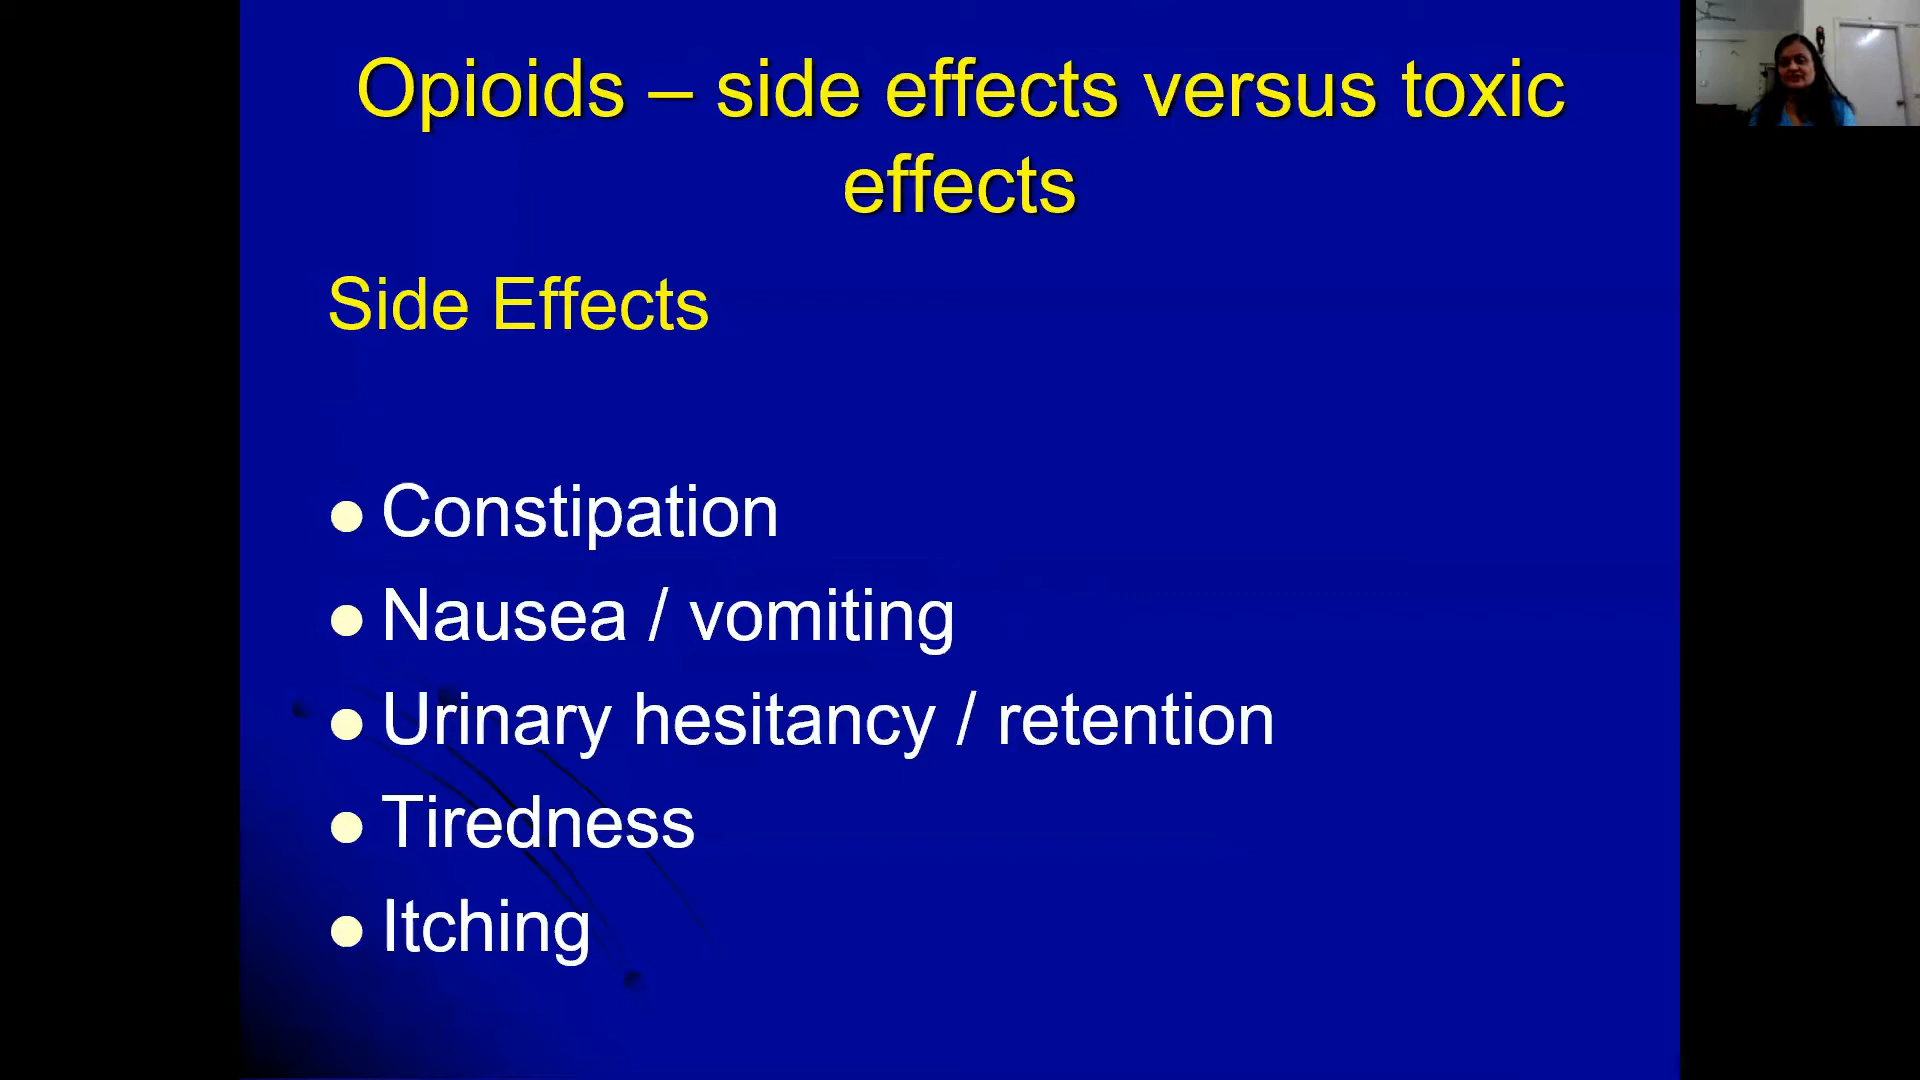 Opioids – side effects versus toxic
effects
Side Effects
● Constipation
● Nausea / vomiting
● Urinary hesitancy / retention
● Tiredness
● Itching